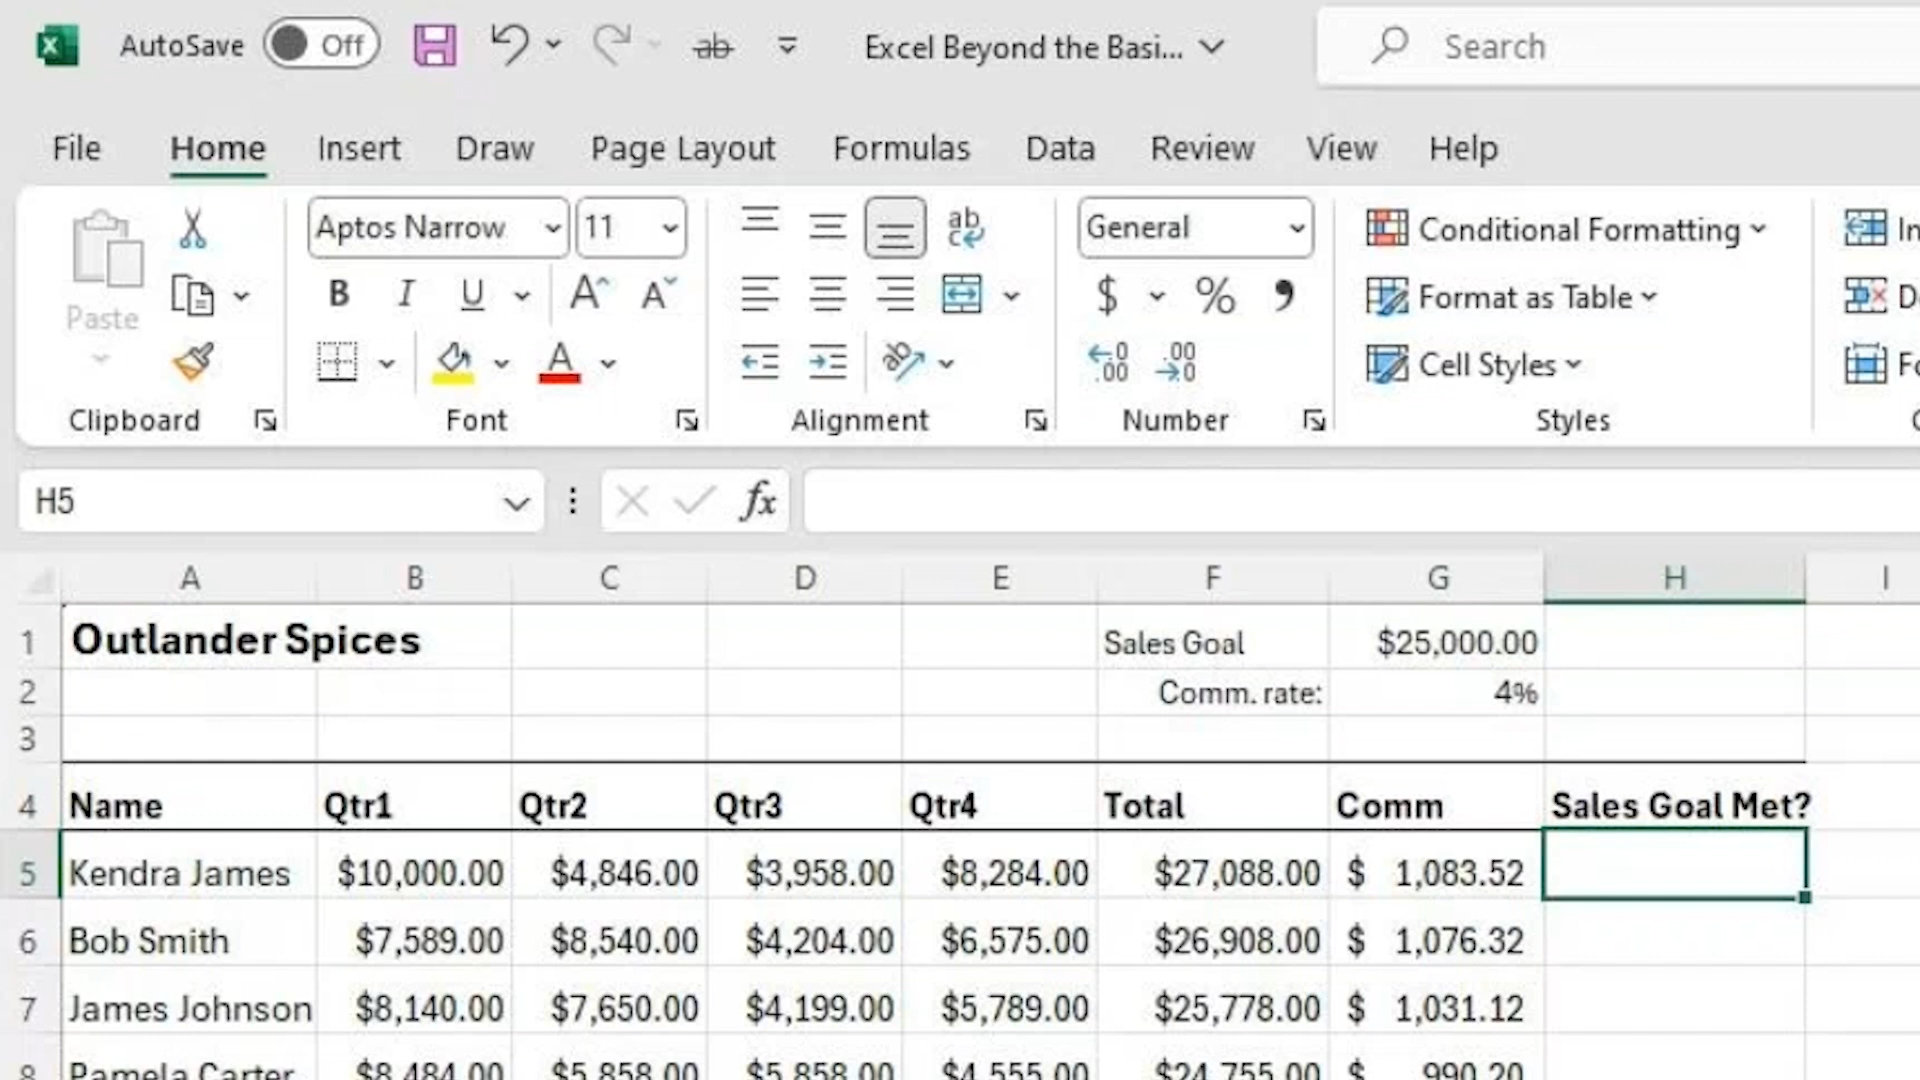 AutoSave Off Excel Beyond the Basi... Search
File Home Insert Draw Page Layout Formulas Data Review View Help
Aptos Narrow 11 General Conditional Formatting
Paste Format as Table
Cell Styles
Clipboard Font Alignment Number Styles
H5 fx
A B C D E F G H I
1 Outlander Spices Sales Goal $25,000.00
2 Comm. rate: 4%
3
4 Name Qtr1 Qtr2 Qtr3 Qtr4 Total Comm Sales Goal Met?
5 Kendra James $10,000.00 $4,846.00 $3,958.00 $8,284.00 $27,088.00 $ 1,083.52
6 Bob Smith $7,589.00 $8,540.00 $4,204.00 $6,575.00 $26,908.00 $ 1,076.32
7 James Johnson $8,140.00 $7,650.00 $4,199.00 $5,789.00 $25,778.00 $ 1,031.12
8 Pamela Carter $8,484.00 $5,858.00 $5,858.00 $4,555.00 $24,755.00 $ 990.20